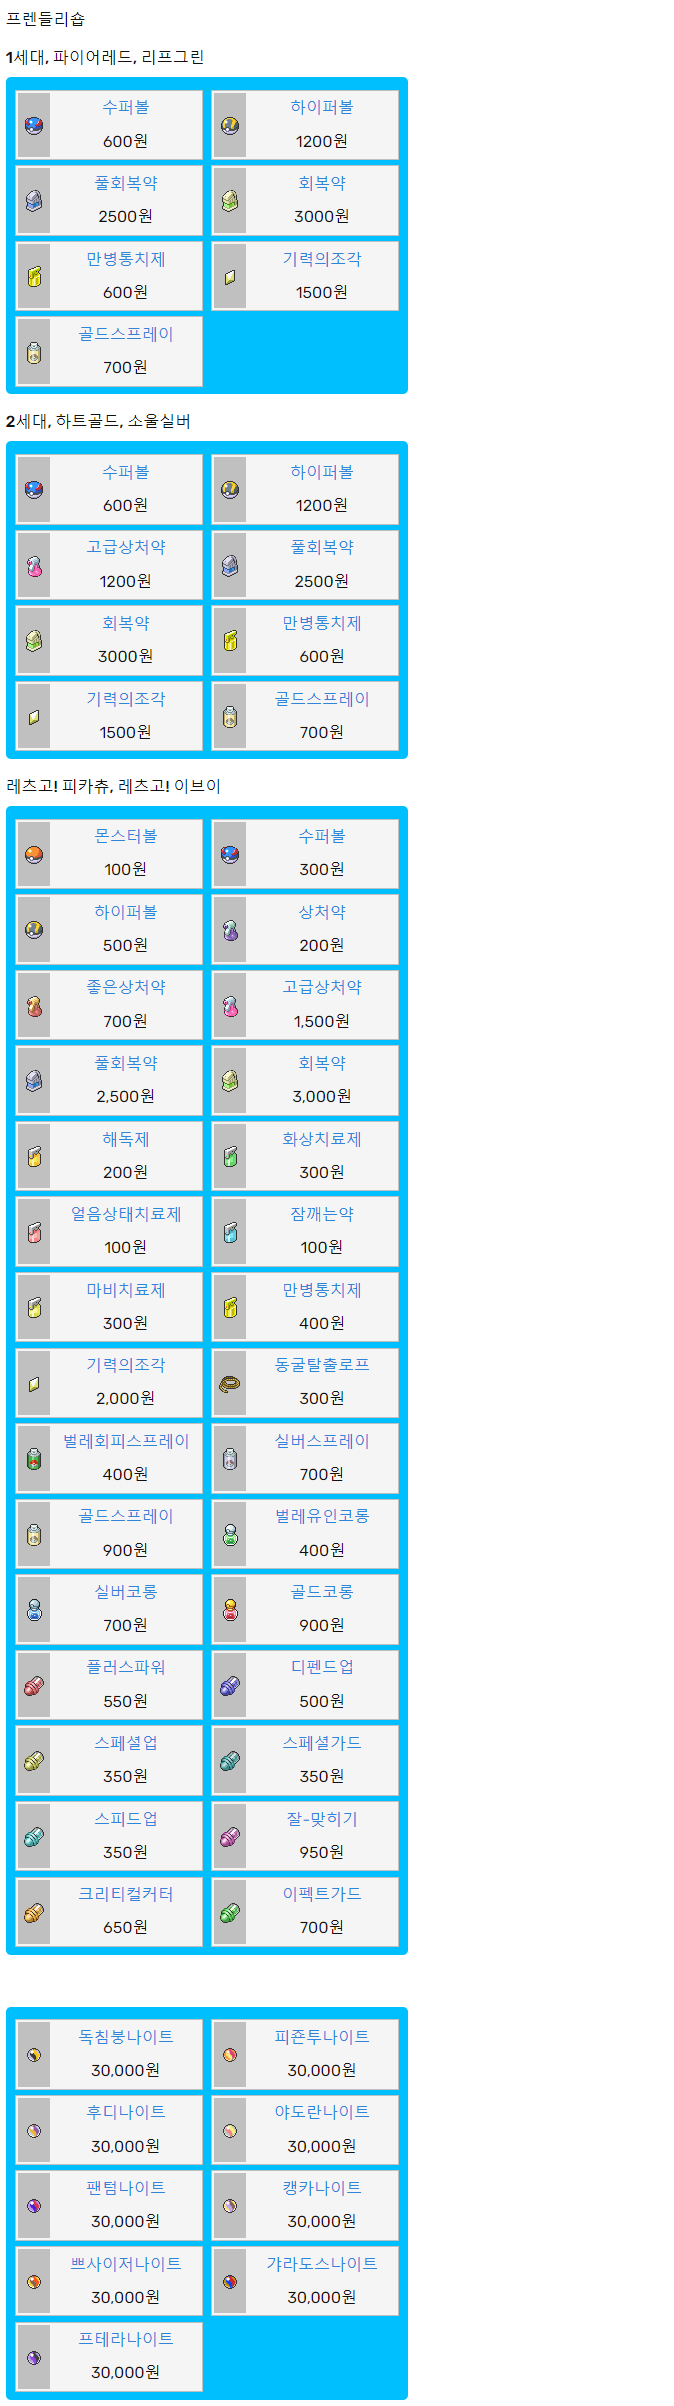 프렌들리숍
1세대, 파이어레드, 리프그린
수퍼볼 하이퍼볼
600원 1200원
풀회복약 회복약
2500원 3000원
만병통치제 기력의조각
600원 1500원
골드스프레이
700원
2세대, 하트골드, 소울실버
수퍼볼 하이퍼볼
600원 1200원
고급상처약 풀회복약
1200원 2500원
회복약 만병통치제
3000원 600원
기력의조각 골드스프레이
1500원 700원
레츠고! 피카츄, 레츠고! 이브이
몬스터볼 수퍼볼
100원 300원
하이퍼볼 상처약
500원 200원
좋은상처약 고급상처약
700원 1,500원
풀회복약 회복약
2,500원 3,000원
해독제 화상치료제
200원 300원
얼음상태치료제 잠깨는약
100원 100원
마비치료제 만병통치제
300원 400원
기력의조각 동굴탈출로프
2,000원 300원
벌레회피스프레이 실버스프레이
400원 700원
골드스프레이 벌레유인코롱
900원 400원
실버코롱 골드코롱
700원 900원
플러스파워 디펜드업
550원 500원
스페셜업 스페셜가드
350원 350원
스피드업 잘-맞히기
350원 950원
크리티컬커터 이펙트가드
650원 700원
독침붕나이트 피죤투나이트
30,000원 30,000원
후디나이트 야도란나이트
30,000원 30,000원
팬텀나이트 캥카나이트
30,000원 30,000원
쁘사이저나이트 갸라도스나이트
30,000원 30,000원
프테라나이트
30,000원